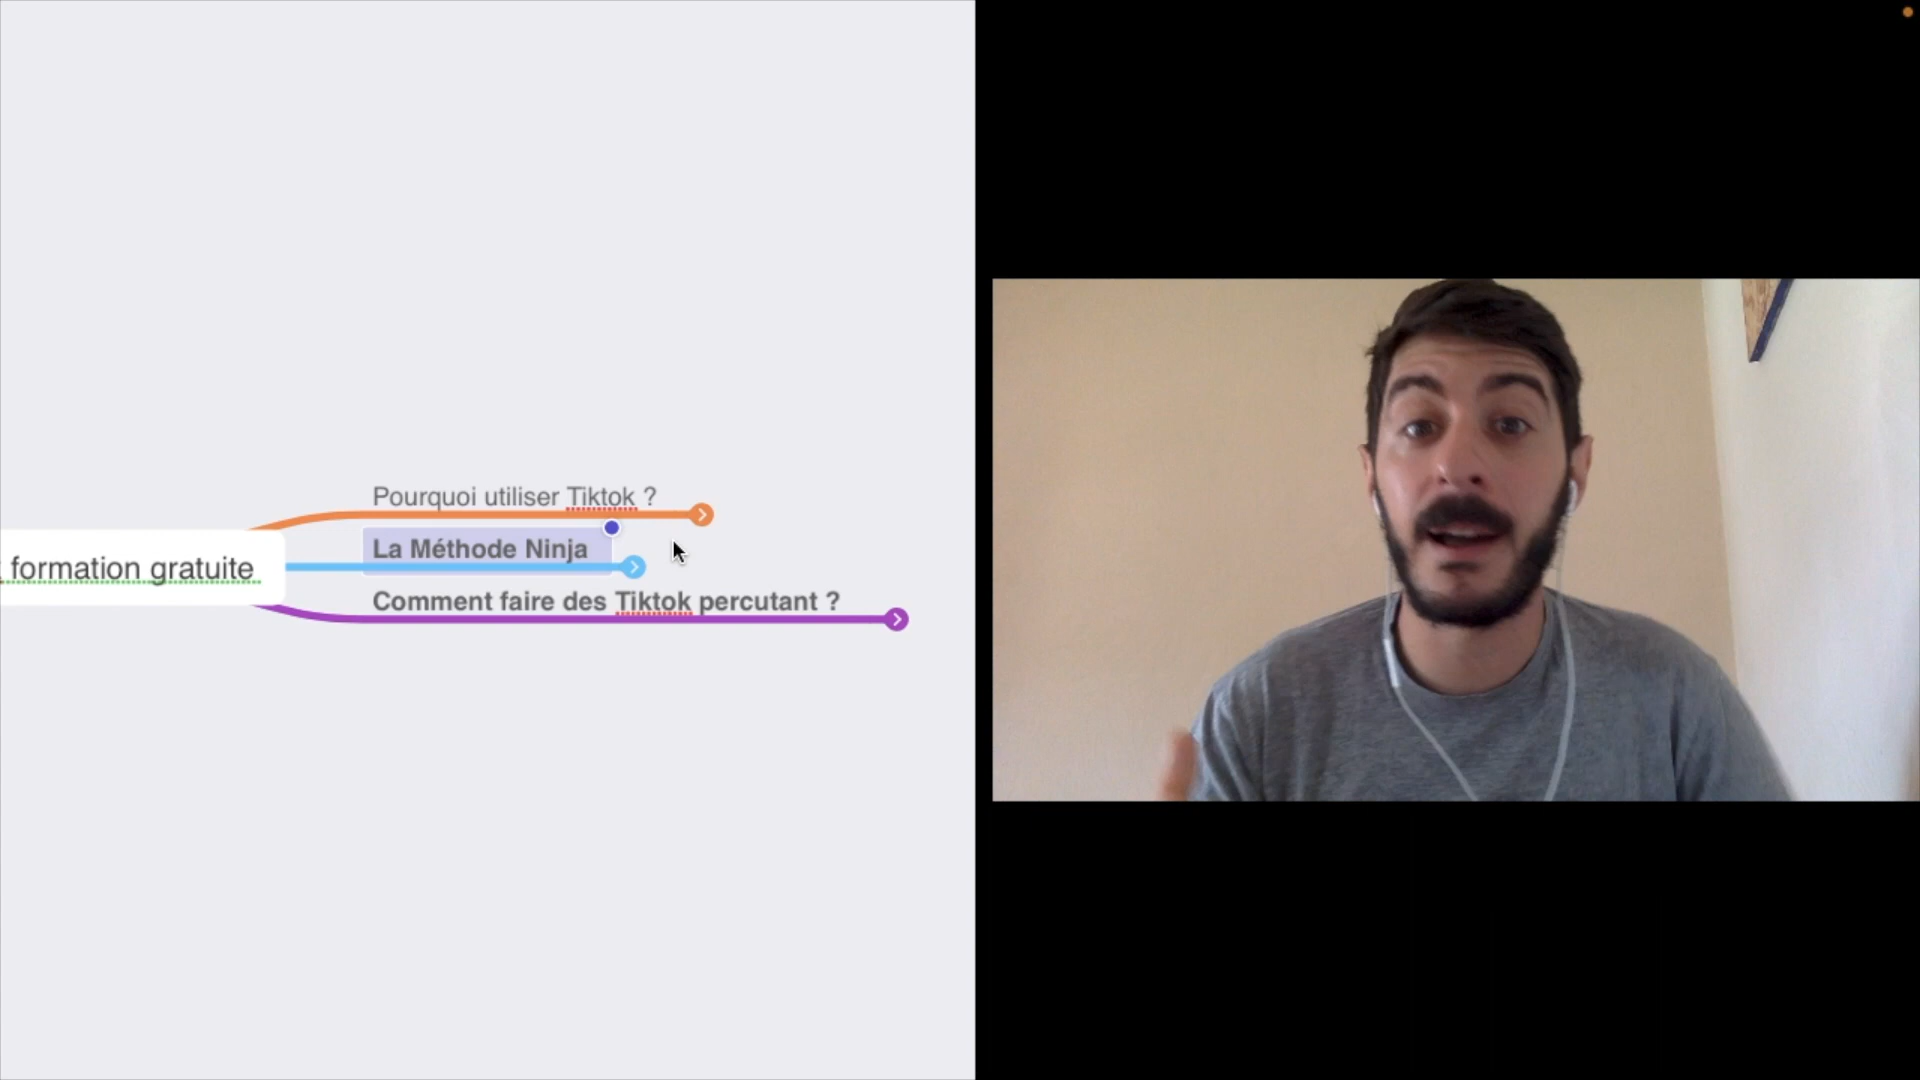 Pourquoi utiliser Tiktok ?
La Méthode Ninja
formation gratuite
Comment faire des Tiktok percutant ?